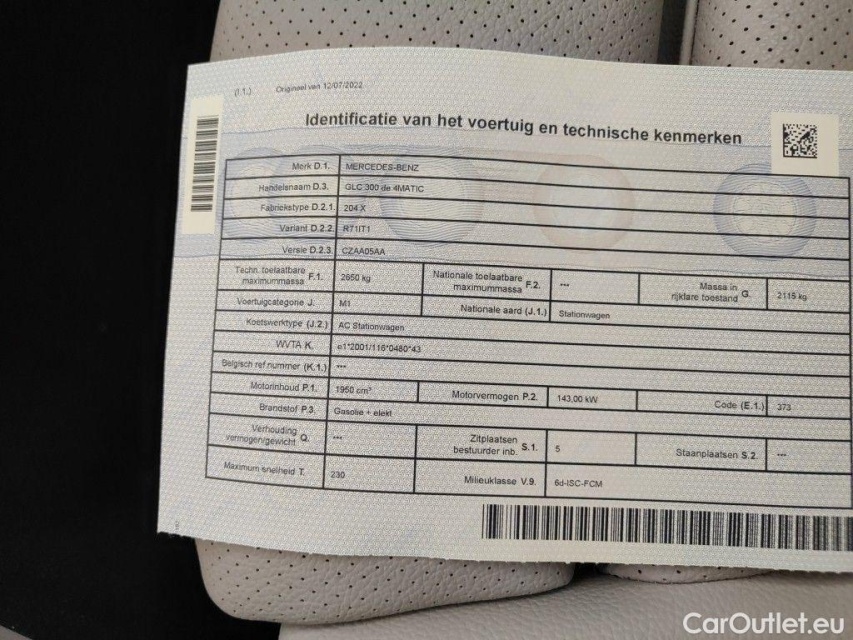 (I.1.) Origineel van 12/07/2022
Identificatie van het voertuig en technische kenmerken
Merk D.1. MERCEDES-BENZ
Handelsnaam D.3. GLC 300 de 4MATIC
Fabriekstype D.2.1. 204 X
Variant D.2.2. R71IT1
Versie D.2.3. CZAA05AA
Techn. toelaatbare maximummassa F.1. 2650 kg Nationale toelaatbare maximummassa F.2. --- Massa in rijklare toestand G. 2115 kg
Voertuigcategorie J. M1 Nationale aard (J.1.) Stationwagen
Koetswerktype (J.2.) AC Stationwagen
WVTA K. e1*2001/116*0480*43
Belgisch ref nummer (K.1.) ---
Motorinhoud P.1. 1950 cm³ Motorvermogen P.2. 143,00 kW Code (E.1.) 373
Brandstof P.3. Gasolie + elekt
Verhouding vermogen/gewicht Q. --- Zitplaatsen bestuurder inb. S.1. 5 Staanplaatsen S.2. ---
Maximum snelheid T. 230 Milieuklasse V.9. 6d-ISC-FCM
CarOutlet.eu